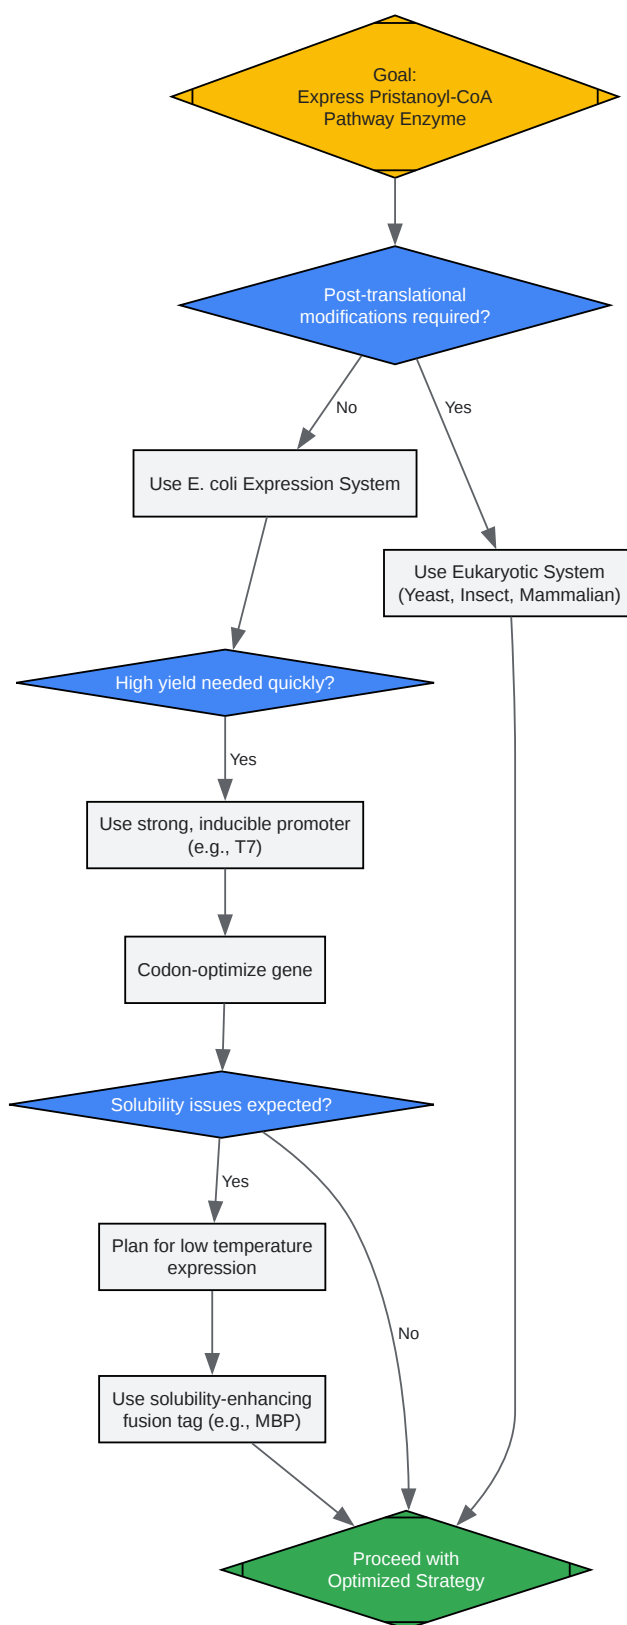 Goal:
Express Pristanoyl-CoA
Pathway Enzyme
Post-translational
modifications required?
No
Yes
Use E. coli Expression System
Use Eukaryotic System
(Yeast, Insect, Mammalian)
High yield needed quickly?
Yes
Use strong, inducible promoter
(e.g., T7)
Codon-optimize gene
Solubility issues expected?
Yes
Plan for low temperature
expression
No
Use solubility-enhancing
fusion tag (e.g., MBP)
Proceed with
Optimized Strategy